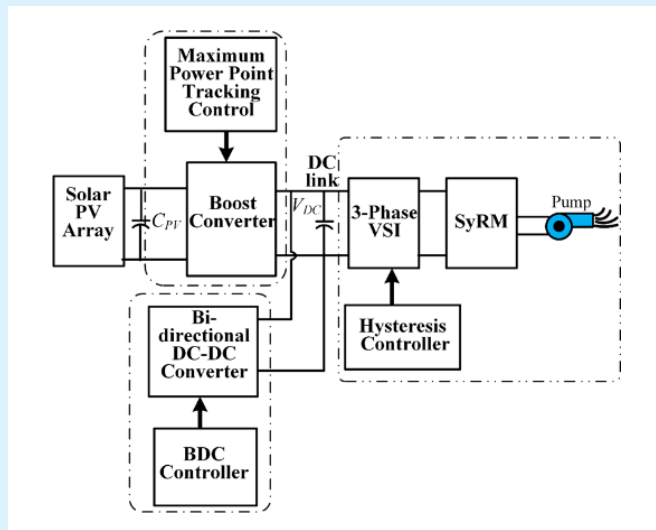 Maximum
Power Point
Tracking
Control
Solar
PV
Array
C_PV
Boost
Converter
DC
link
V_DC
3-Phase
VSI
SyRM
Pump
Bi-
directional
DC-DC
Converter
Hysteresis
Controller
BDC
Controller